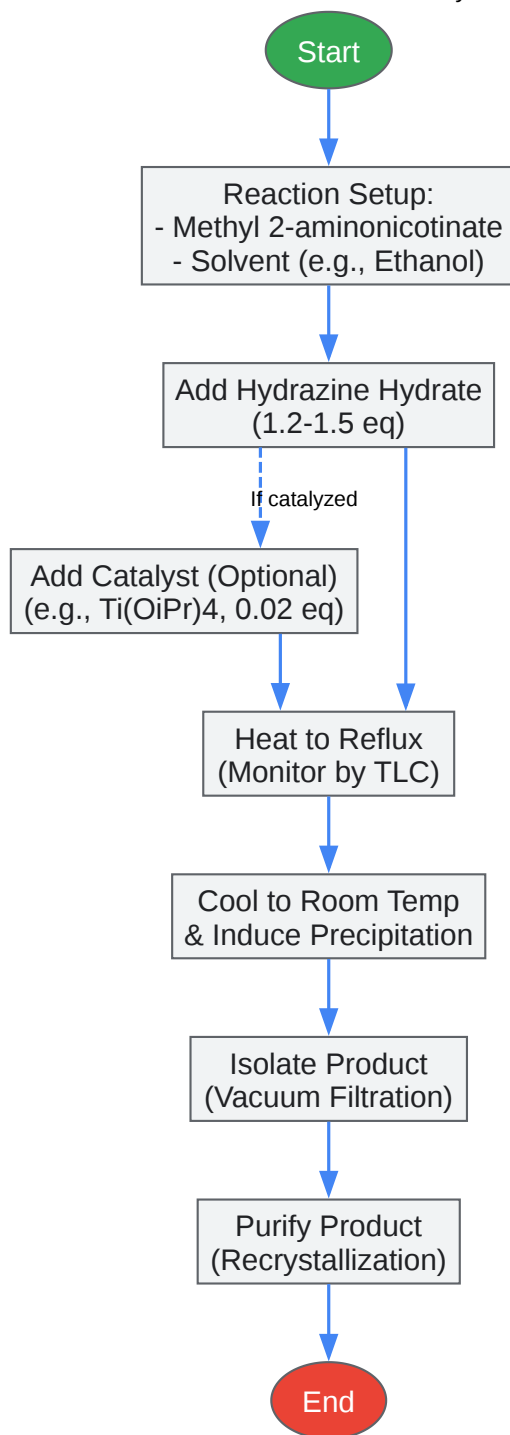 Start
Reaction Setup:
- Methyl 2-aminonicotinate
- Solvent (e.g., Ethanol)
Add Hydrazine Hydrate
(1.2-1.5 eq)
If catalyzed
Add Catalyst (Optional)
(e.g., Ti(OiPr)4, 0.02 eq)
Heat to Reflux
(Monitor by TLC)
Cool to Room Temp
& Induce Precipitation
Isolate Product
(Vacuum Filtration)
Purify Product
(Recrystallization)
End